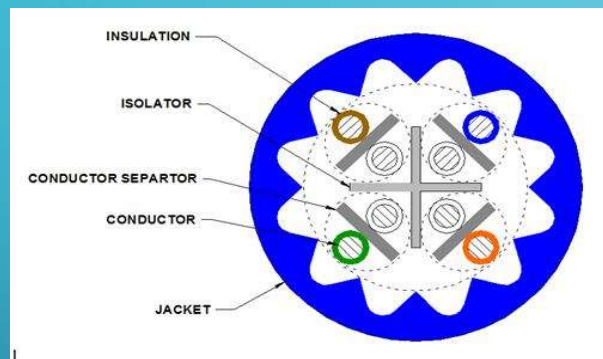 INSULATION
ISOLATOR
CONDUCTOR SEPARTOR
CONDUCTOR
JACKET